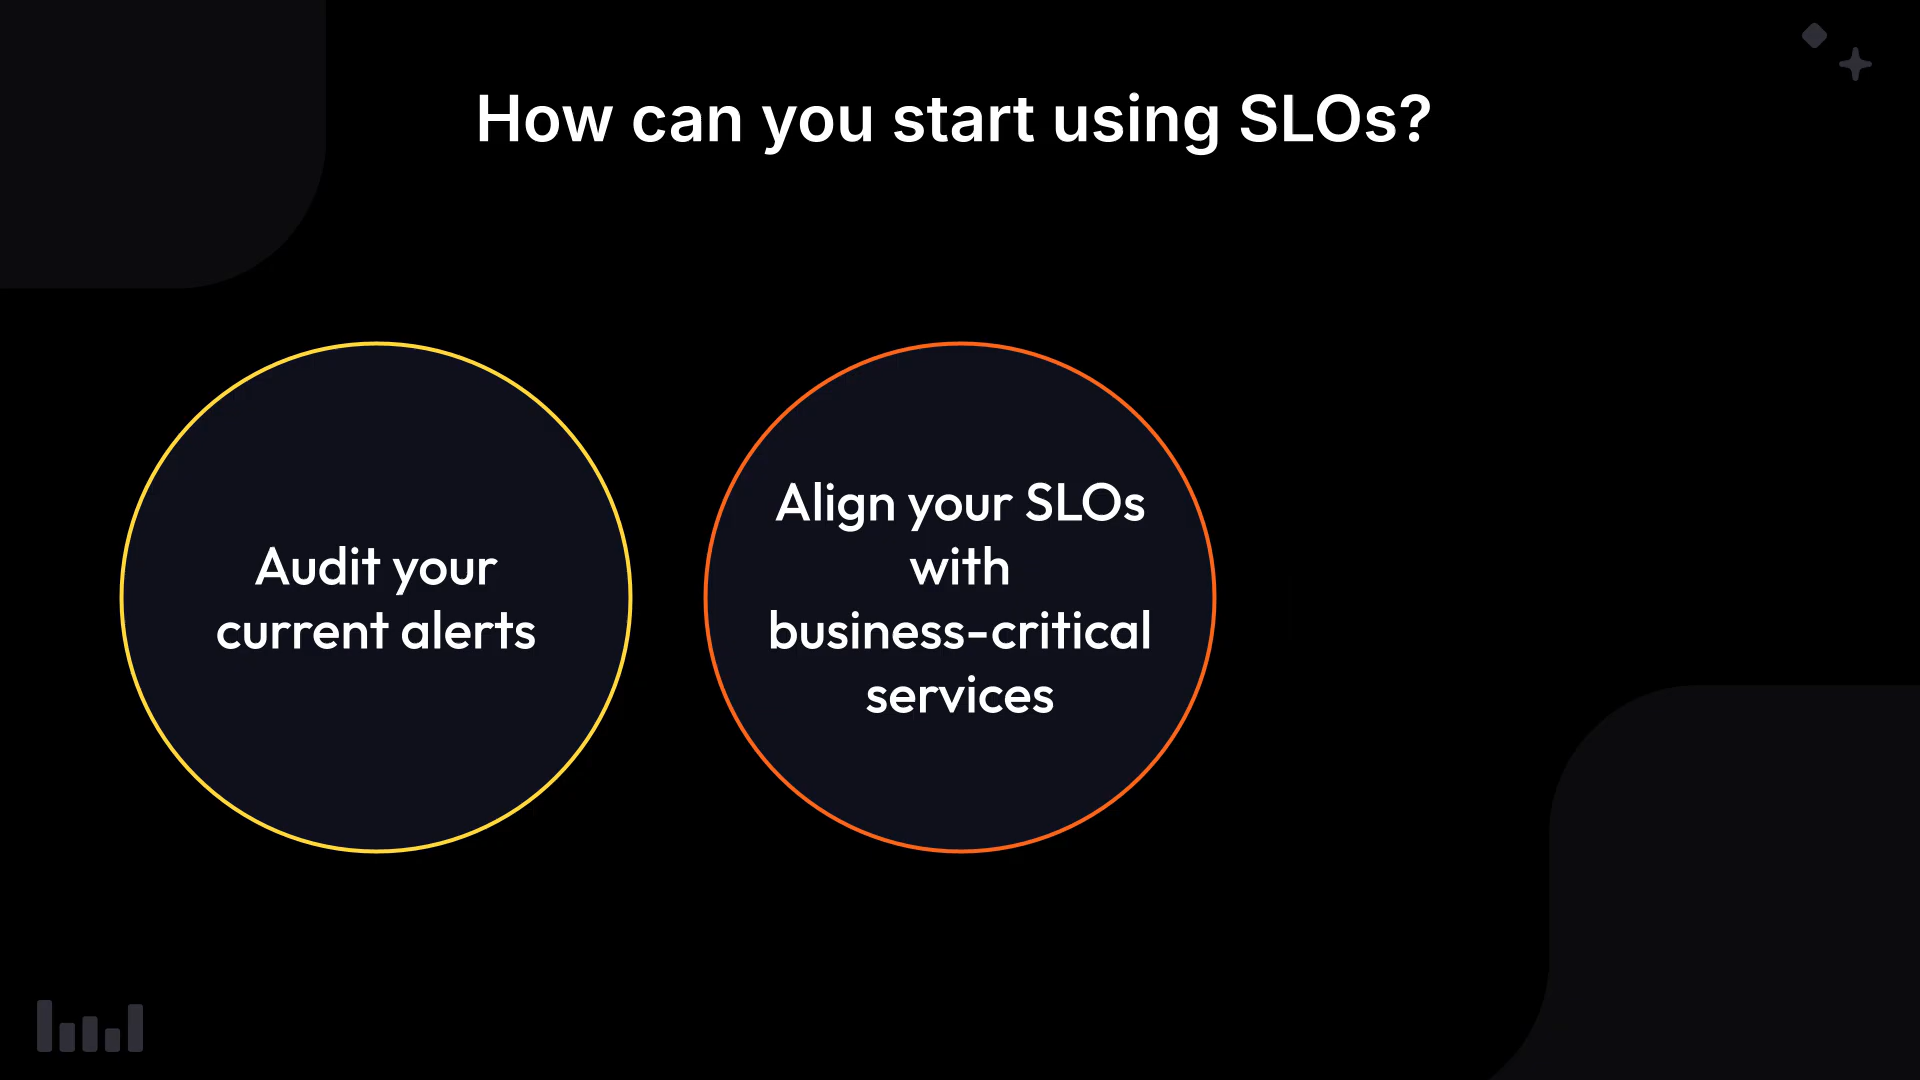 How can you start using SLOs?
Audit your
current alerts
Align your SLOs
with
business-critical
services